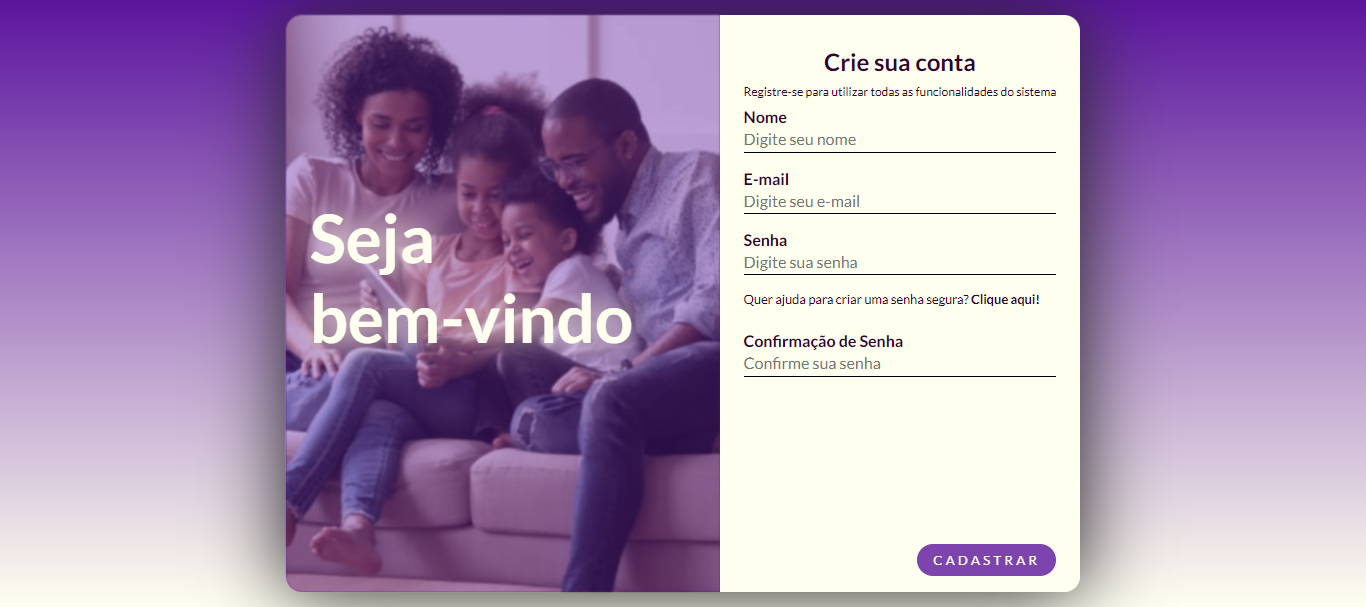 Seja
bem-vindo
Crie sua conta
Registre-se para utilizar todas as funcionalidades do sistema
Nome
Digite seu nome
E-mail
Digite seu e-mail
Senha
Digite sua senha
Quer ajuda para criar uma senha segura? Clique aqui!
Confirmação de Senha
Confirme sua senha
CADASTRAR